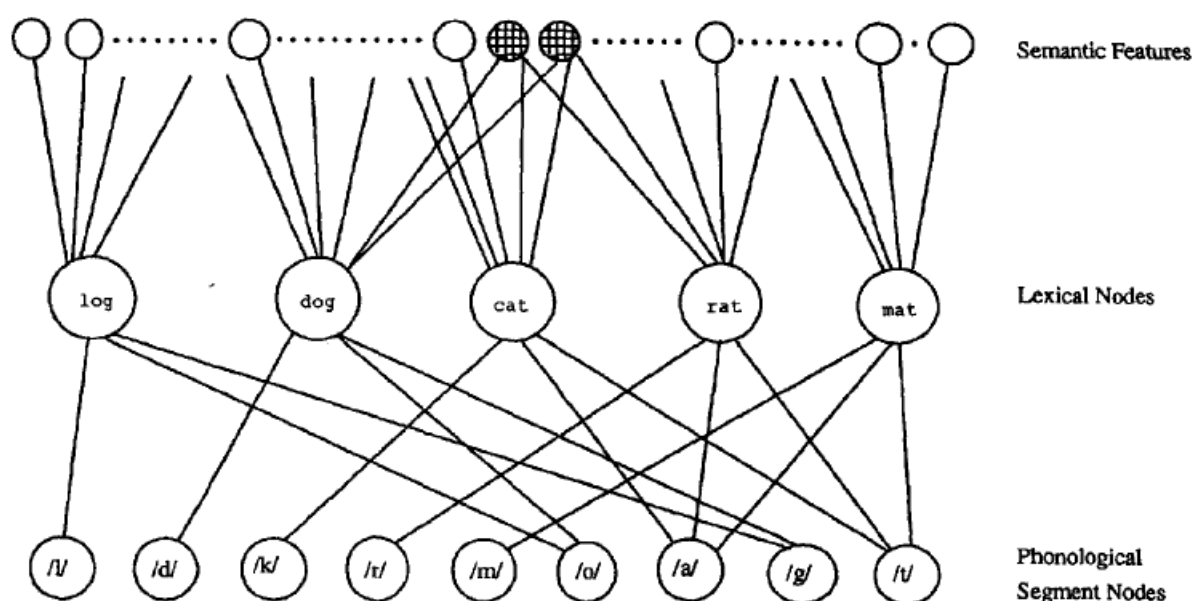 Semantic Features
log dog cat rat mat
Lexical Nodes
/l/ /d/ /k/ /r/ /m/ /o/ /a/ /g/ /t/
Phonological
Segment Nodes